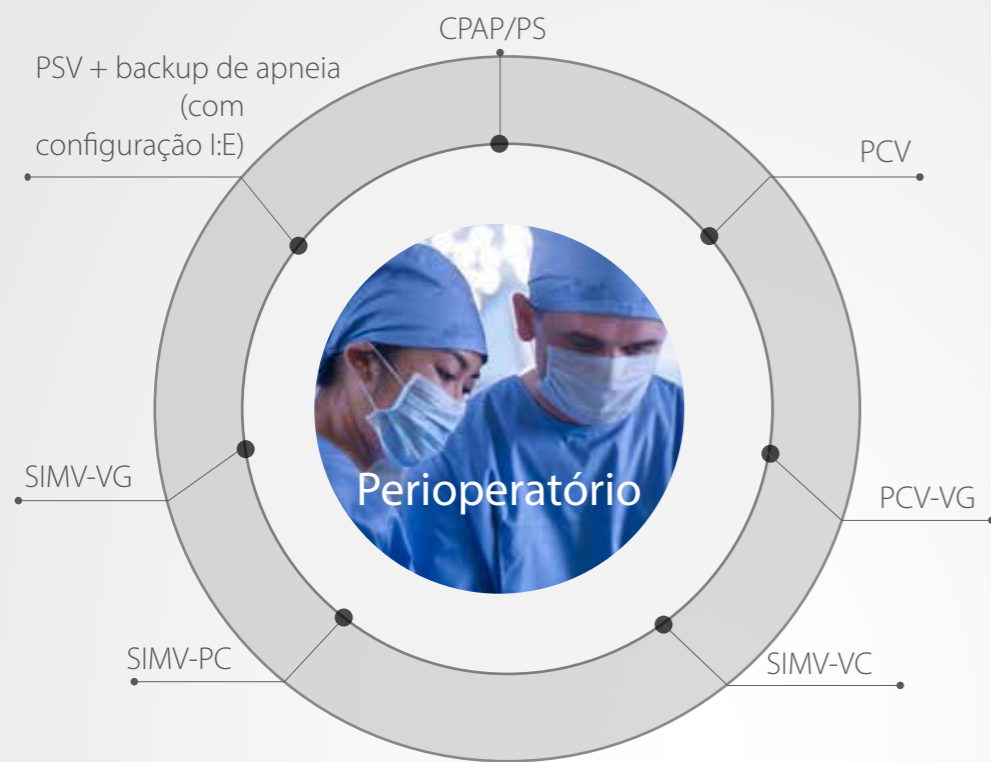 CPAP/PS
PSV + backup de apneia
(com
configuração I:E)
PCV
SIMV-VG
Perioperatório
PCV-VG
SIMV-PC
SIMV-VC